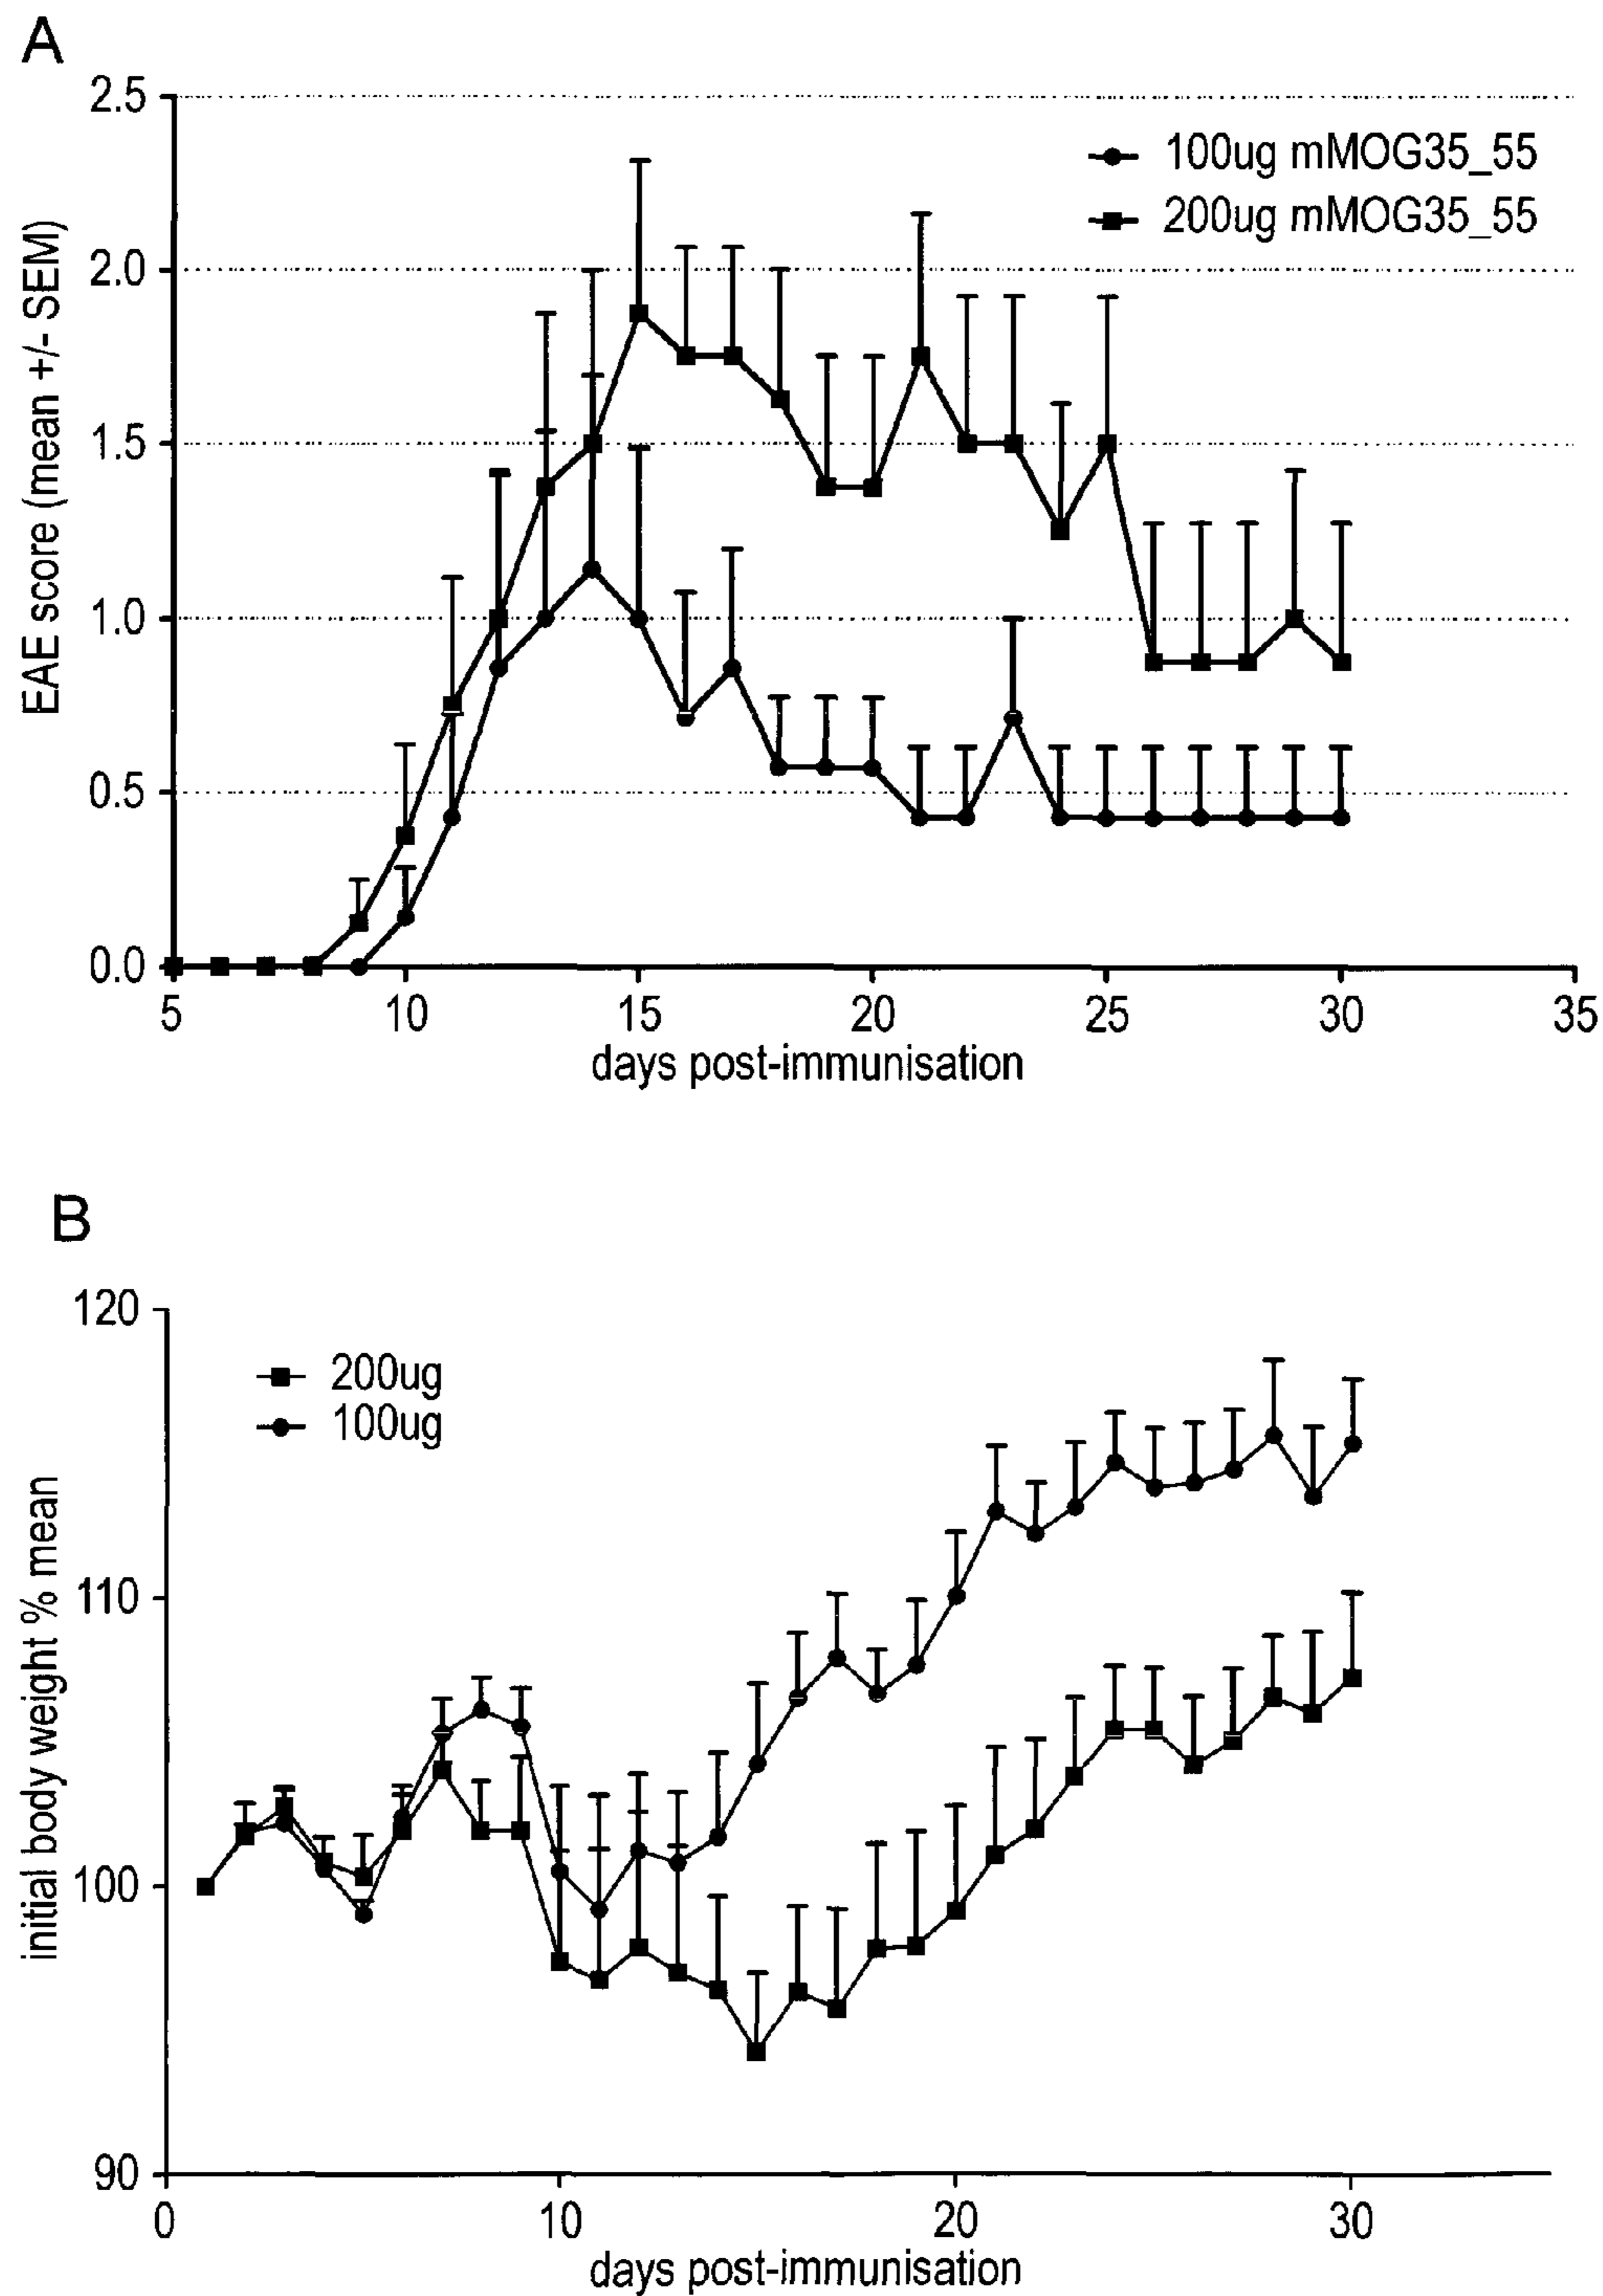 A
2.5
2.0
1.5
1.0
0.5
0.0
EAE score (mean +/- SEM)
100ug mMOG35_55
200ug mMOG35_55
5 10 15 20 25 30 35
days post-immunisation
B
120
110
100
90
initial body weight % mean
200ug
100ug
0 10 20 30
days post-immunisation